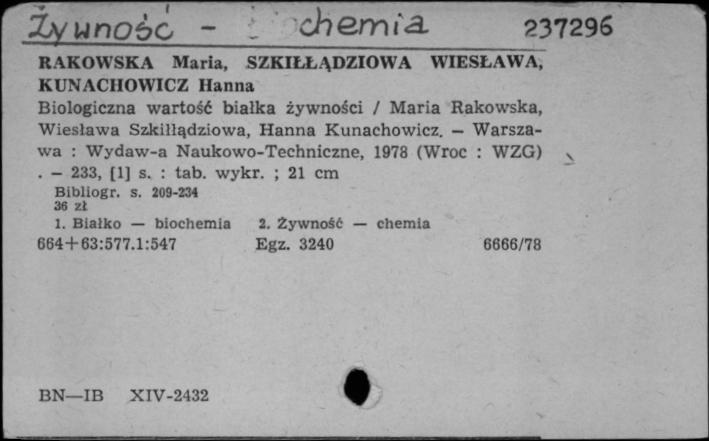 Żywność - chemia 237296
RAKOWSKA Maria, SZKIŁŁĄDZIOWA WIESŁAWA,
KUNACHOWICZ Hanna
Biologiczna wartość białka żywności / Maria Rakowska,
Wiesława Szkiłłądziowa, Hanna Kunachowicz. — Warsza-
wa : Wydaw-a Naukowo-Techniczne, 1978 (Wroc : WZG)
. — 233, [1] s. : tab. wykr. ; 21 cm
Bibliogr. s. 209-234
36 zł
1. Białko — biochemia 2. Żywność — chemia
664+63:577.1:547 Egz. 3240 6666/78
BN—IB XIV-2432